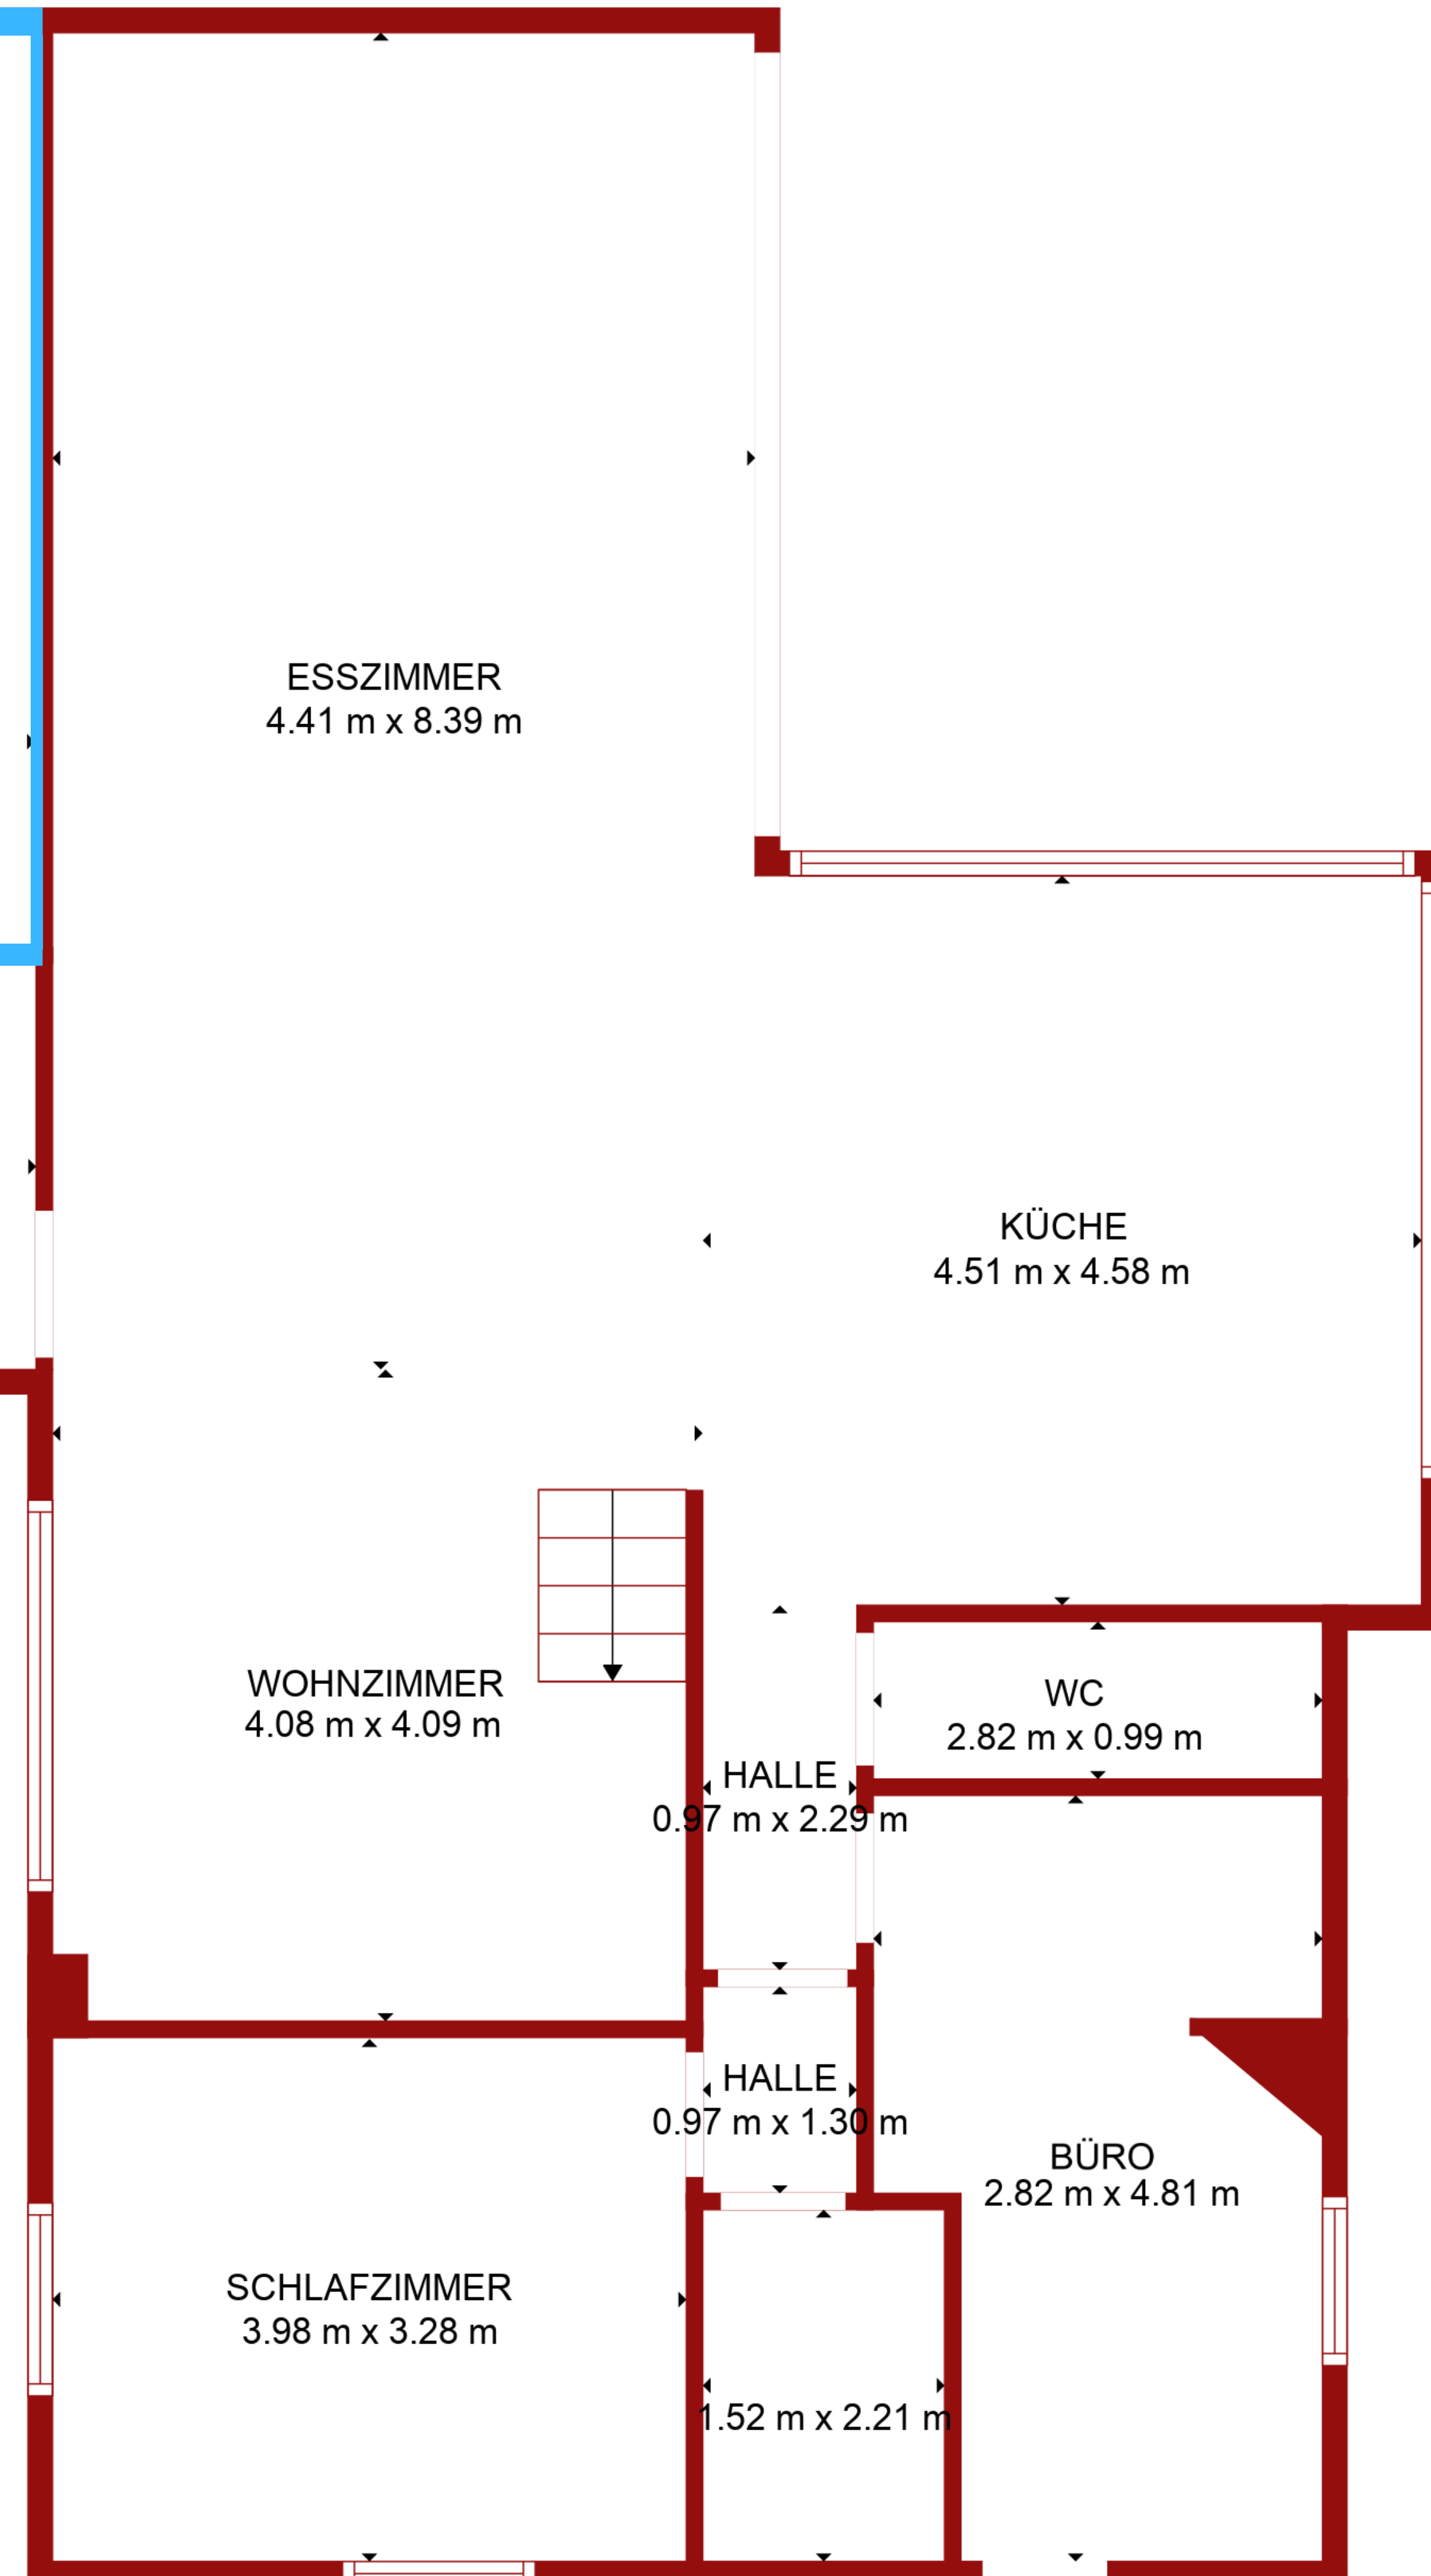 ESSZIMMER
4.41 m x 8.39 m
KÜCHE
4.51 m x 4.58 m
WOHNZIMMER
4.08 m x 4.09 m
WC
2.82 m x 0.99 m
HALLE
0.97 m x 2.29 m
HALLE
0.97 m x 1.30 m
BÜRO
2.82 m x 4.81 m
SCHLAFZIMMER
3.98 m x 3.28 m
1.52 m x 2.21 m